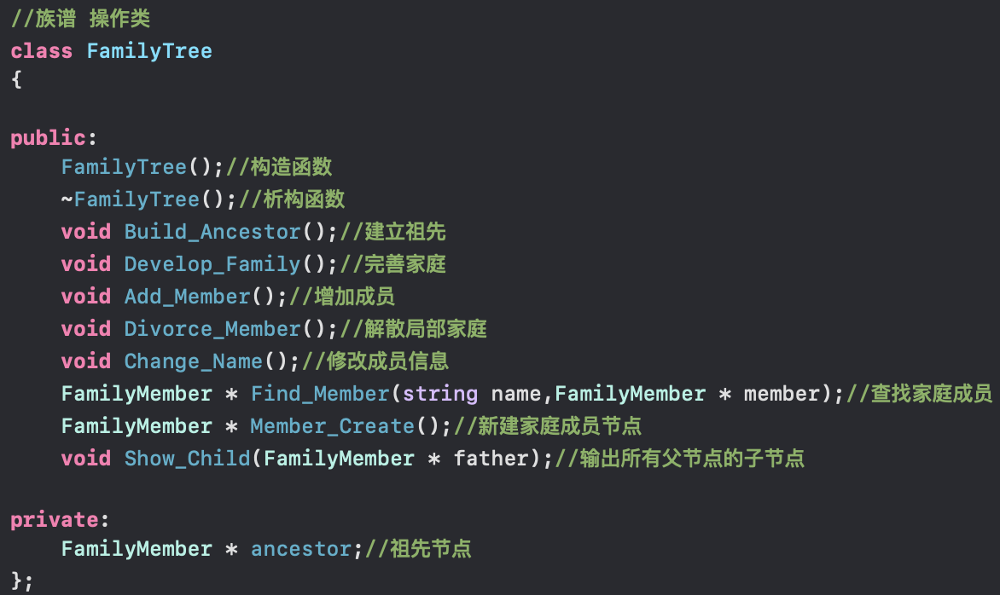 //族谱 操作类
class FamilyTree
{
public:
    FamilyTree();//构造函数
    ~FamilyTree();//析构函数
    void Build_Ancestor();//建立祖先
    void Develop_Family();//完善家庭
    void Add_Member();//增加成员
    void Divorce_Member();//解散局部家庭
    void Change_Name();//修改成员信息
    FamilyMember * Find_Member(string name,FamilyMember * member);//查找家庭成员
    FamilyMember * Member_Create();//新建家庭成员节点
    void Show_Child(FamilyMember * father);//输出所有父节点的子节点
private:
    FamilyMember * ancestor;//祖先节点
};